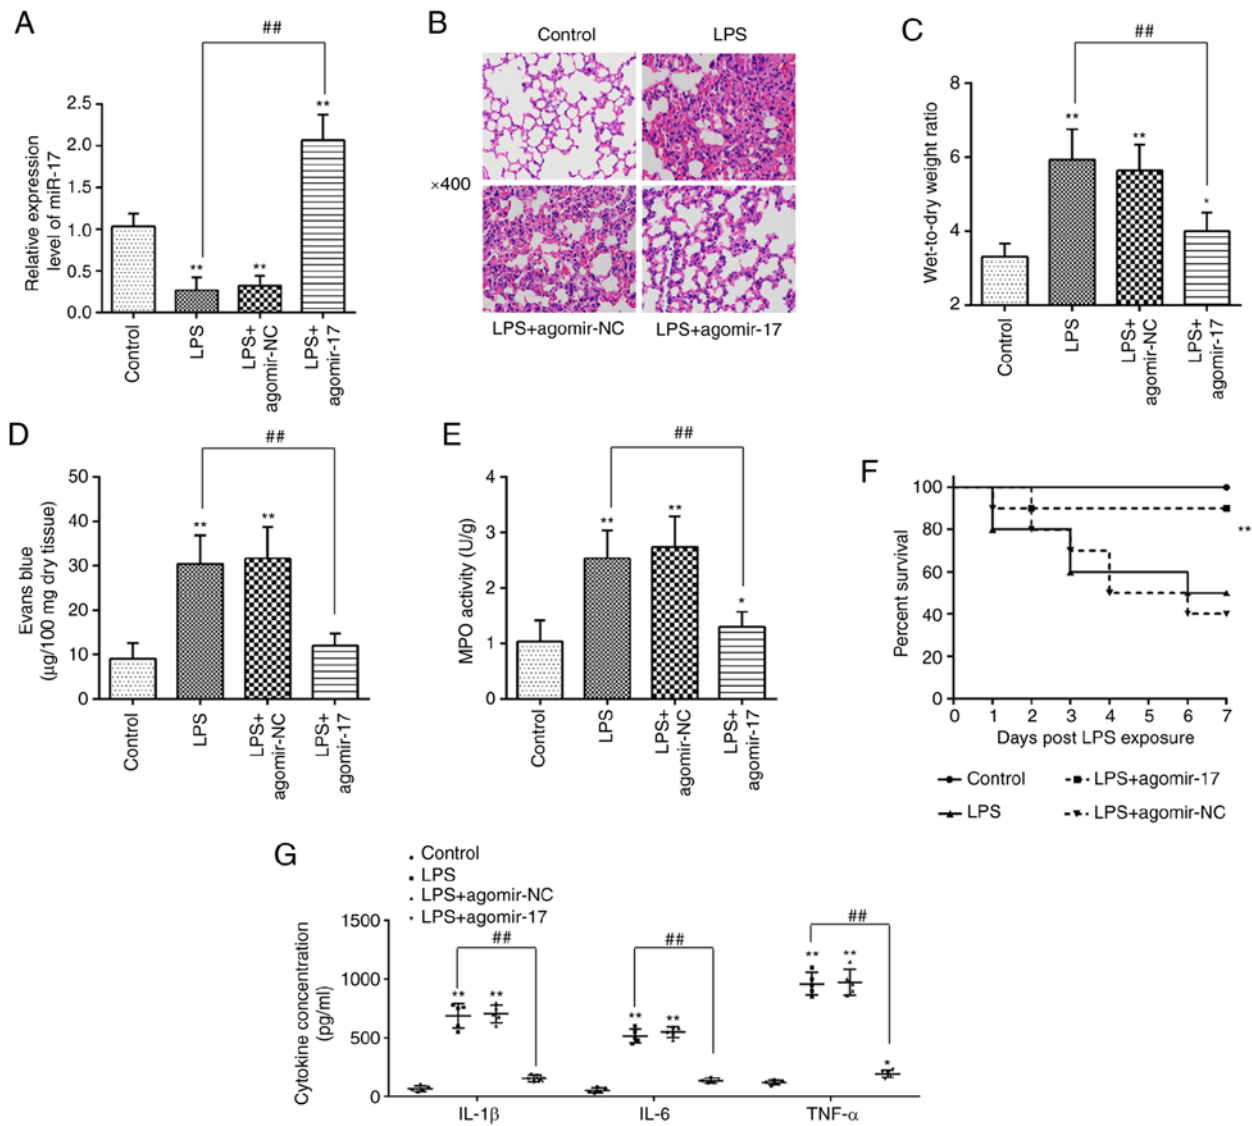 A
##
2.5
2.0
1.5
1.0
0.5
0.0
Relative expression
level of miR-17
**
**
**
Control
LPS
LPS+
agomir-NC
LPS+
agomir-17
B
Control
LPS
×400
LPS+agomir-NC
LPS+agomir-17
C
##
8
6
4
2
Wet-to-dry weight ratio
**
**
*
Control
LPS
LPS+
agomir-NC
LPS+
agomir-17
D
##
50
40
30
20
10
0
Evans blue
(µg/100 mg dry tissue)
**
**
Control
LPS
LPS+
agomir-NC
LPS+
agomir-17
E
##
4
3
2
1
0
MPO activity (U/g)
**
**
*
Control
LPS
LPS+
agomir-NC
LPS+
agomir-17
F
100
80
60
40
20
0
Percent survival
**
0 1 2 3 4 5 6 7
Days post LPS exposure
Control
LPS+agomir-17
LPS
LPS+agomir-NC
G
Control
LPS
LPS+agomir-NC
LPS+agomir-17
1500
1000
500
0
Cytokine concentration
(pg/ml)
##
##
##
**
**
**
**
**
**
*
IL-1β
IL-6
TNF-α